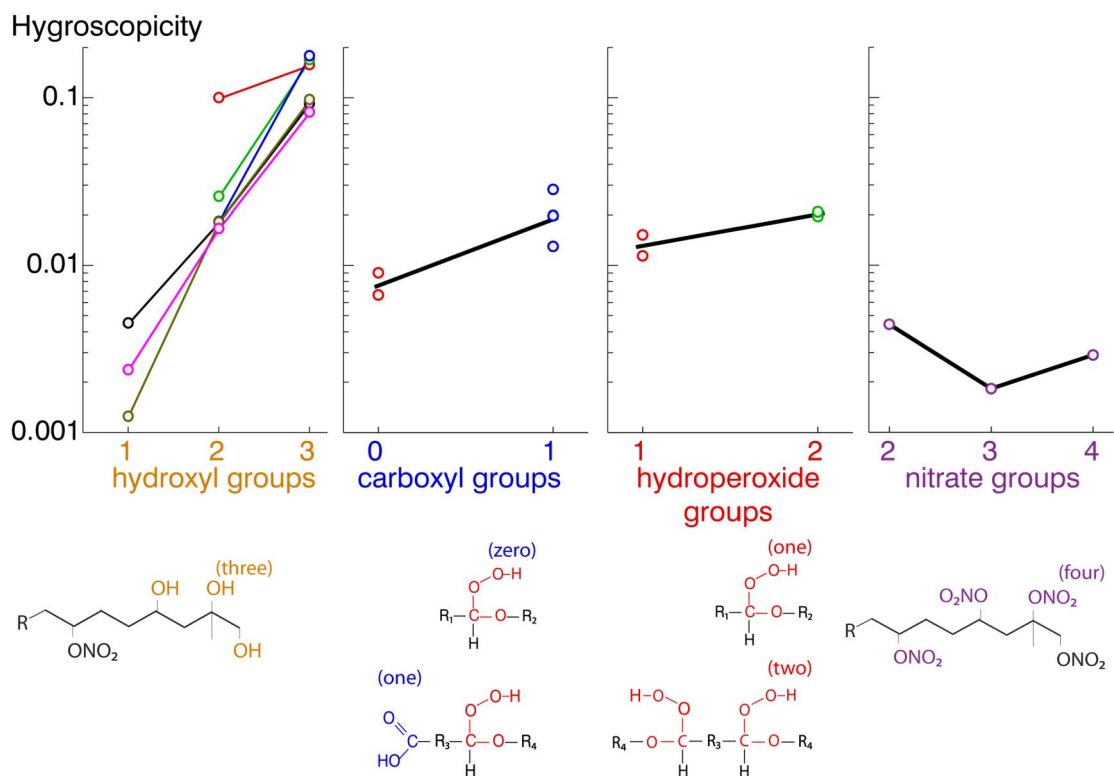 Hygroscopicity
0.1
0.01
0.001
1 2 3
hydroxyl groups
0 1
carboxyl groups
1 2
hydroperoxide
groups
2 3 4
nitrate groups
(three)
OH OH
R
ONO₂
OH
(zero)
O-H
O
R₁ C O R₂
H
(one)
O-H
O
R₁ C O R₂
H
(four)
O₂NO ONO₂
R
ONO₂
ONO₂
(one)
O-H
O O
C R₃ C O R₄
HO
H
(two)
H-O O-H
O O
R₄ O C R₃ C O R₄
H H